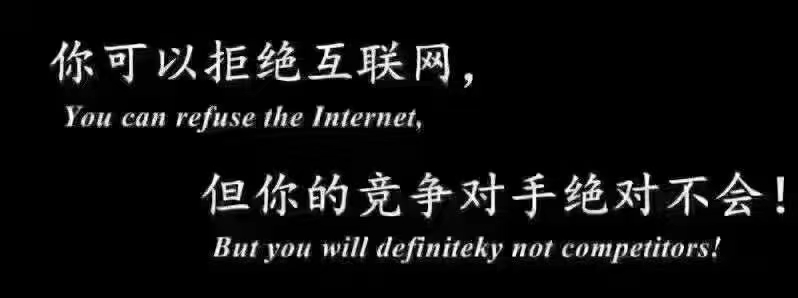 你可以拒绝互联网，
You can refuse the Internet,
但你的竞争对手绝对不会！
But you will definiteky not competitors!